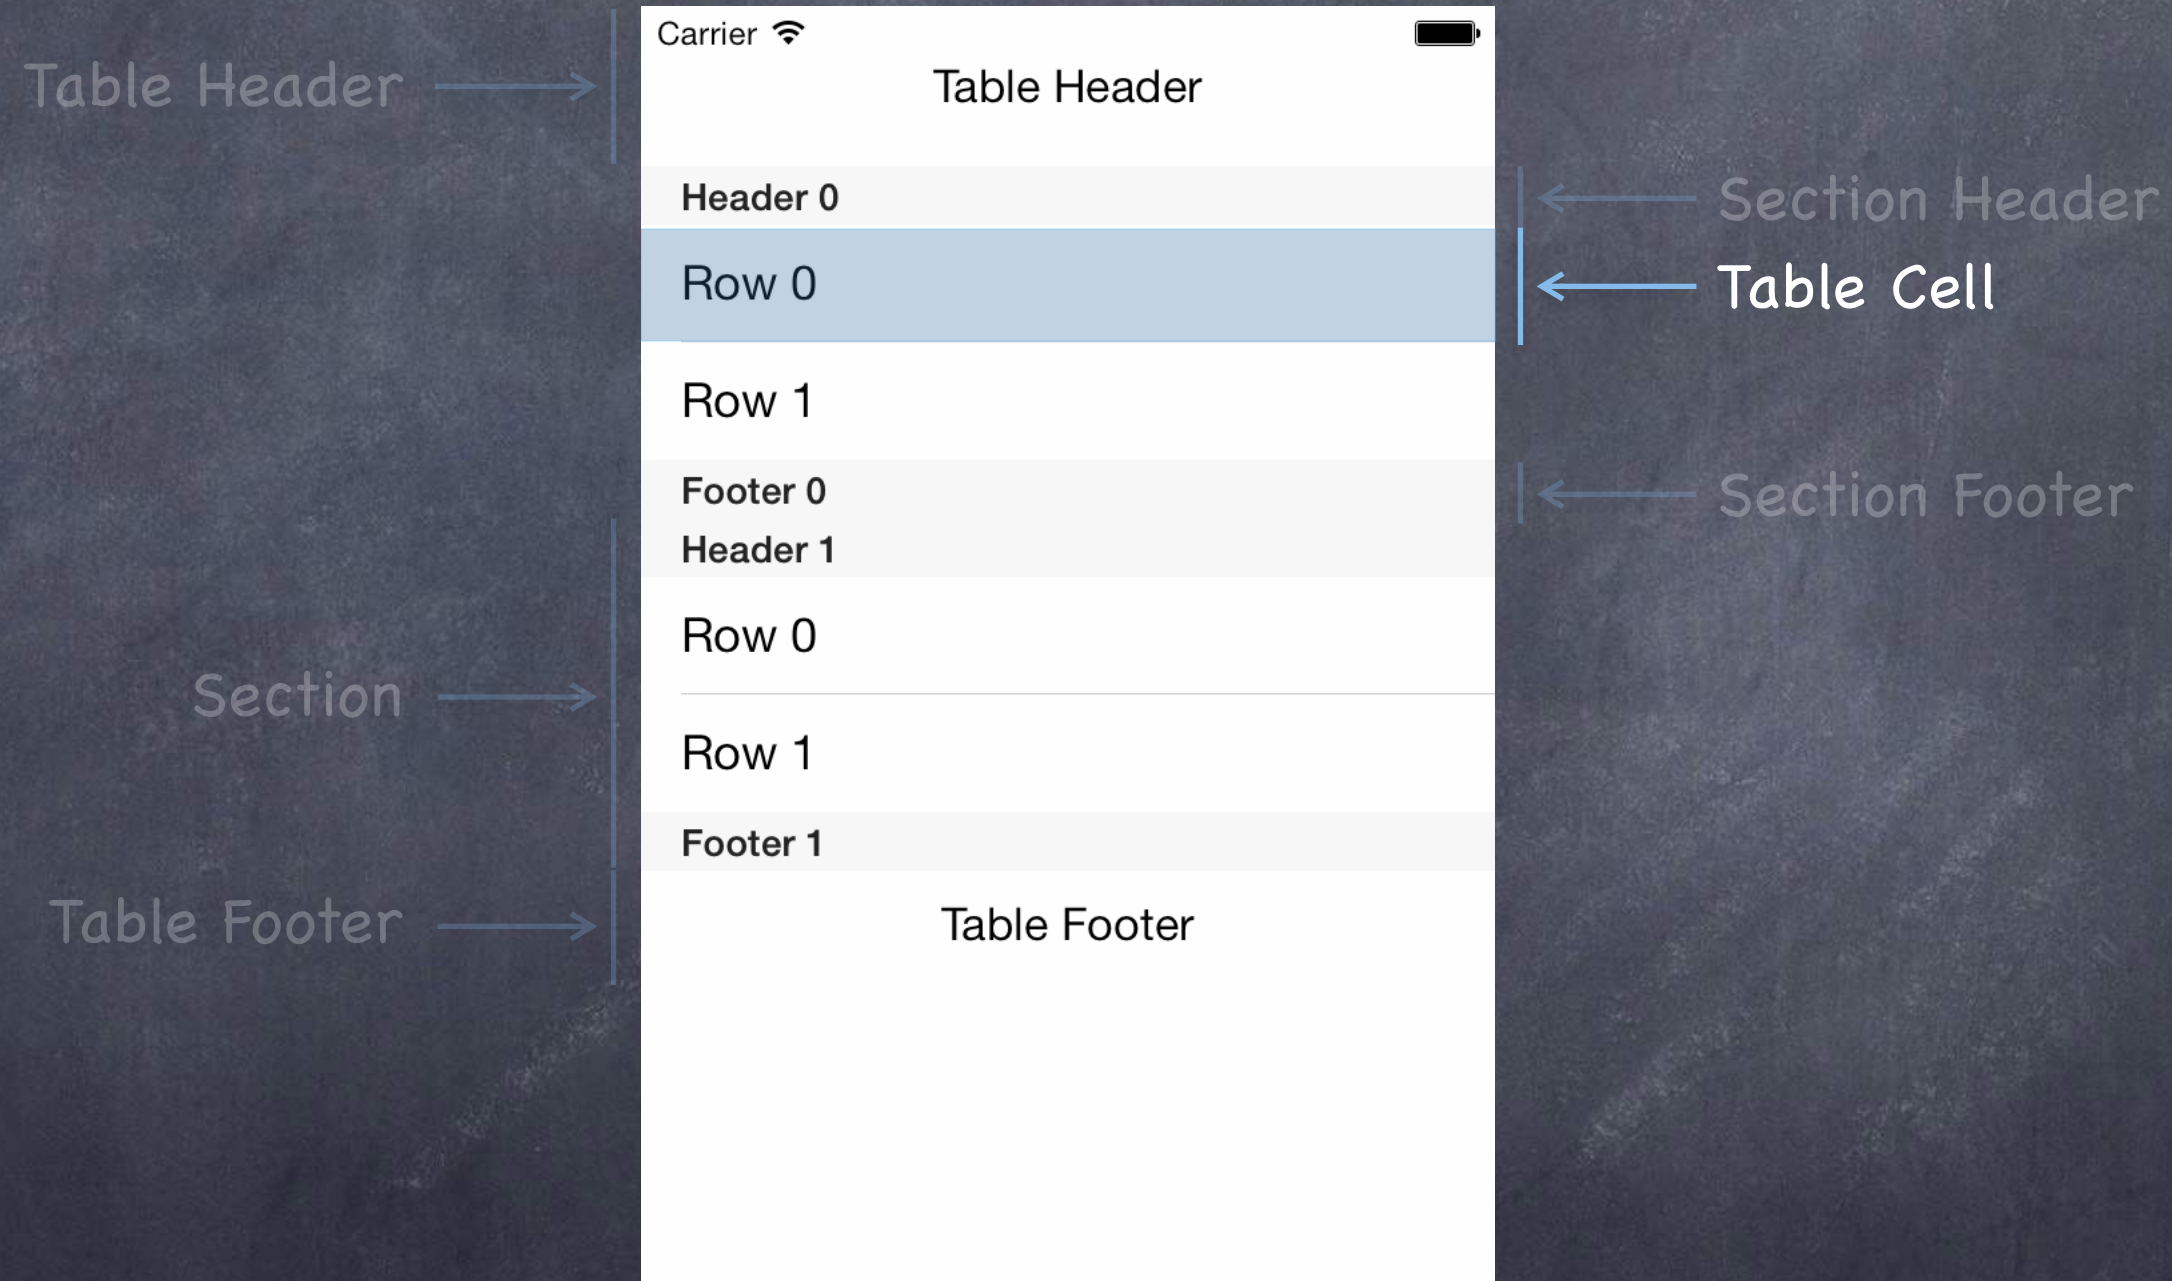 Carrier
Table Header
Table Header
Header 0
Section Header
Row 0
Table Cell
Row 1
Footer 0
Section Footer
Header 1
Row 0
Section
Row 1
Footer 1
Table Footer
Table Footer